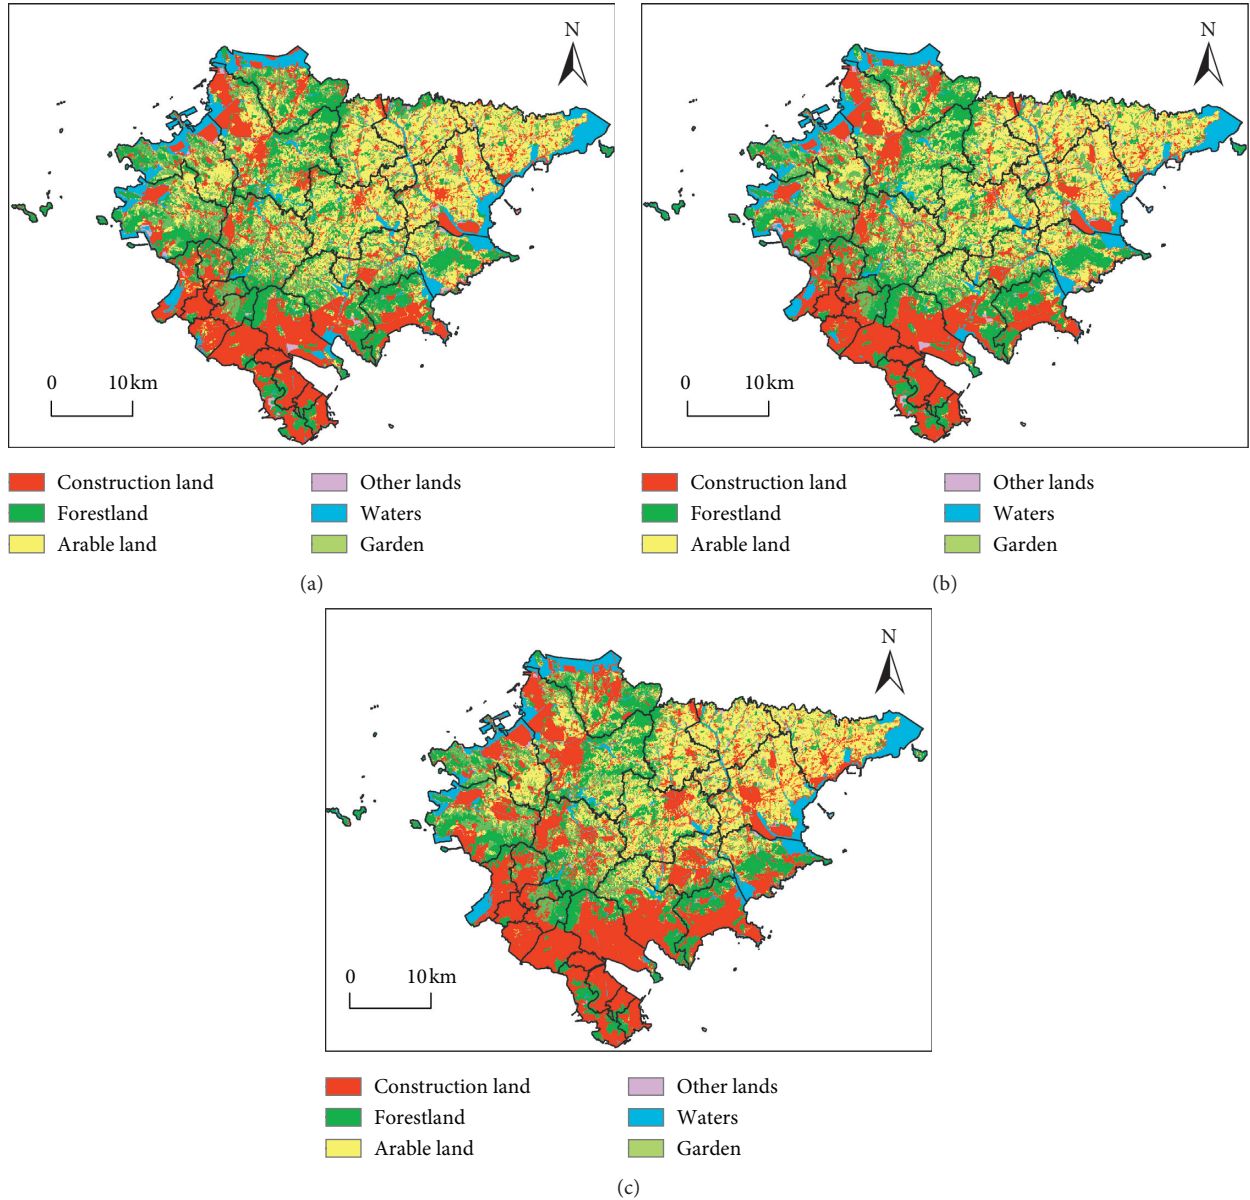 N
0 10 km
Construction land Other lands
Forestland Waters
Arable land Garden
(a)
N
0 10 km
Construction land Other lands
Forestland Waters
Arable land Garden
(b)
N
0 10 km
Construction land Other lands
Forestland Waters
Arable land Garden
(c)